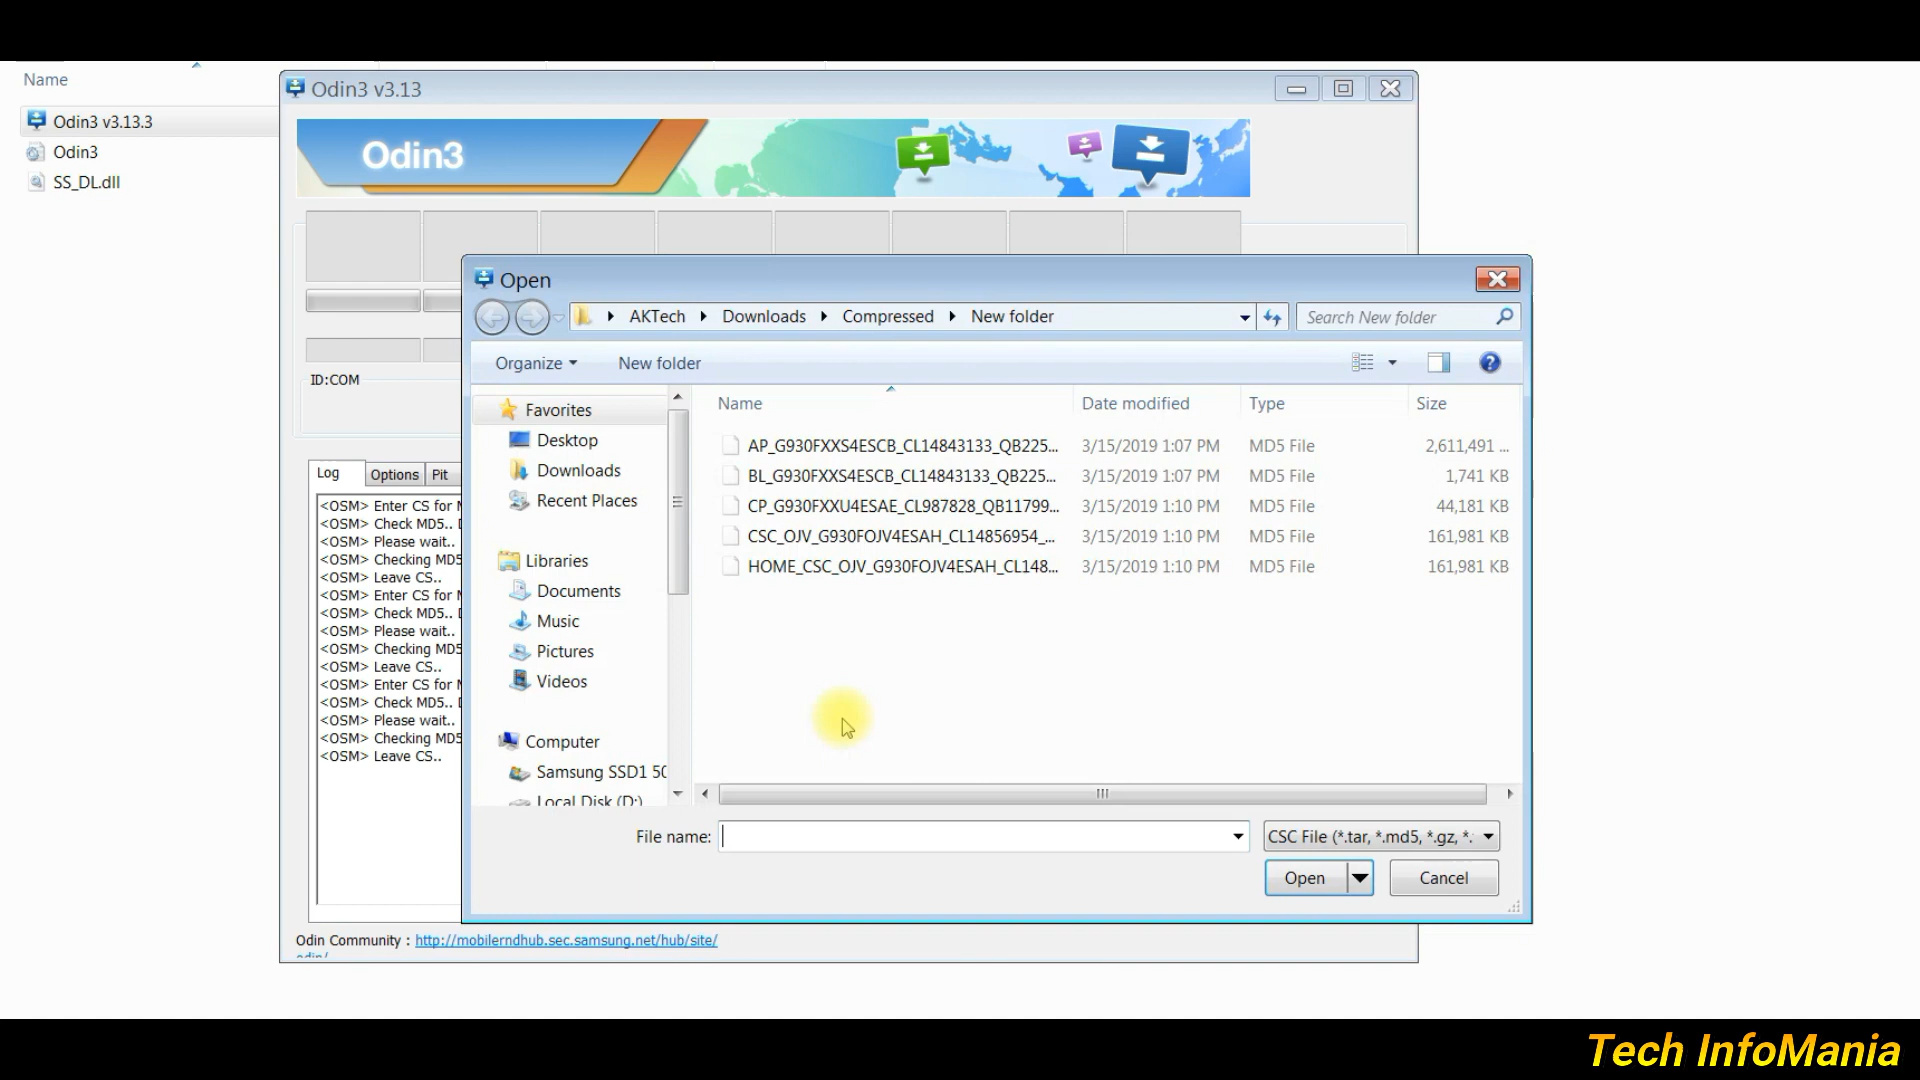 Name
Odin3 v3.13.3
Odin3
SS_DL.dll
Odin3 v3.13
Odin3
ID:COM
Log
Options
Pit
<OSM> Enter CS for
<OSM> Check MD5..
<OSM> Please wait..
<OSM> Checking MD5
<OSM> Leave CS..
<OSM> Enter CS for
<OSM> Check MD5..
<OSM> Please wait..
<OSM> Checking MD5
<OSM> Leave CS..
<OSM> Enter CS for
<OSM> Check MD5..
<OSM> Please wait..
<OSM> Checking MD5
<OSM> Leave CS..
Odin Community : http://mobilerndhub.sec.samsung.net/hub/site/
odin/
Open
AKTech Downloads Compressed New folder
Search New folder
Organize
New folder
Favorites
Desktop
Downloads
Recent Places
Libraries
Documents
Music
Pictures
Videos
Computer
Samsung SSD1 50
Local Disk (D:)
Name Date modified Type Size
AP_G930FXXS4ESCB_CL14843133_QB225... 3/15/2019 1:07 PM MD5 File 2,611,491 ...
BL_G930FXXS4ESCB_CL14843133_QB225... 3/15/2019 1:07 PM MD5 File 1,741 KB
CP_G930FXXU4ESAE_CL987828_QB11799... 3/15/2019 1:10 PM MD5 File 44,181 KB
CSC_OJV_G930FOJV4ESAH_CL14856954_... 3/15/2019 1:10 PM MD5 File 161,981 KB
HOME_CSC_OJV_G930FOJV4ESAH_CL148... 3/15/2019 1:10 PM MD5 File 161,981 KB
File name:
CSC File (*.tar, *.md5, *.gz, *.
Open
Cancel
Tech InfoMania